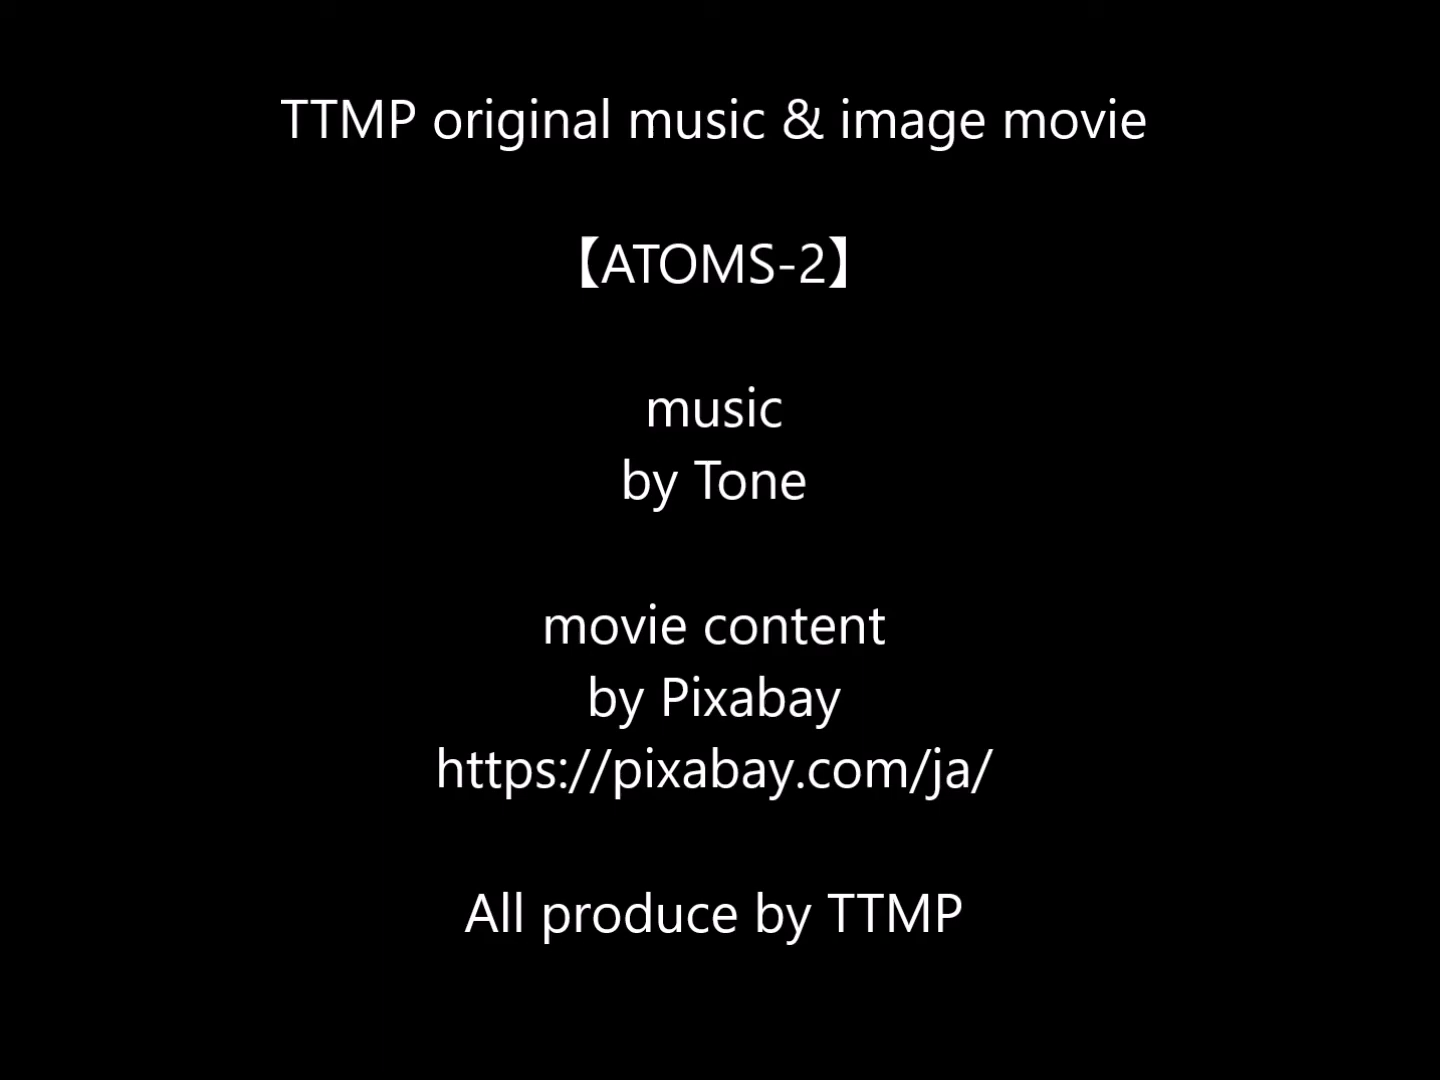 TTMP original music & image movie
【ATOMS-2】
music
by Tone
movie content
by Pixabay
https://pixabay.com/ja/
All produce by TTMP